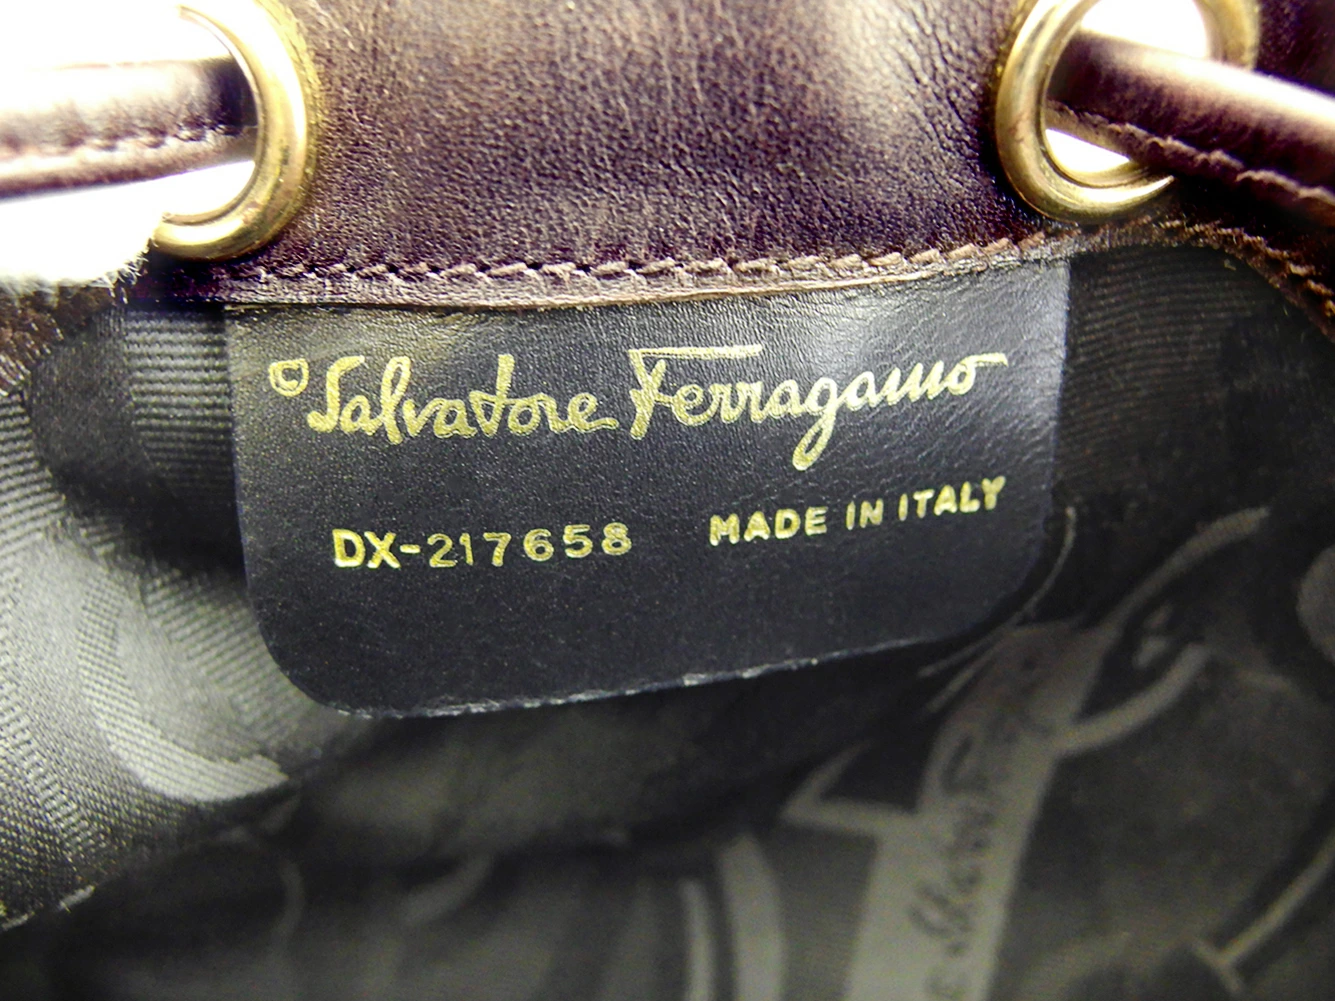 © Salvatore Ferragamo
DX-217658 MADE IN ITALY